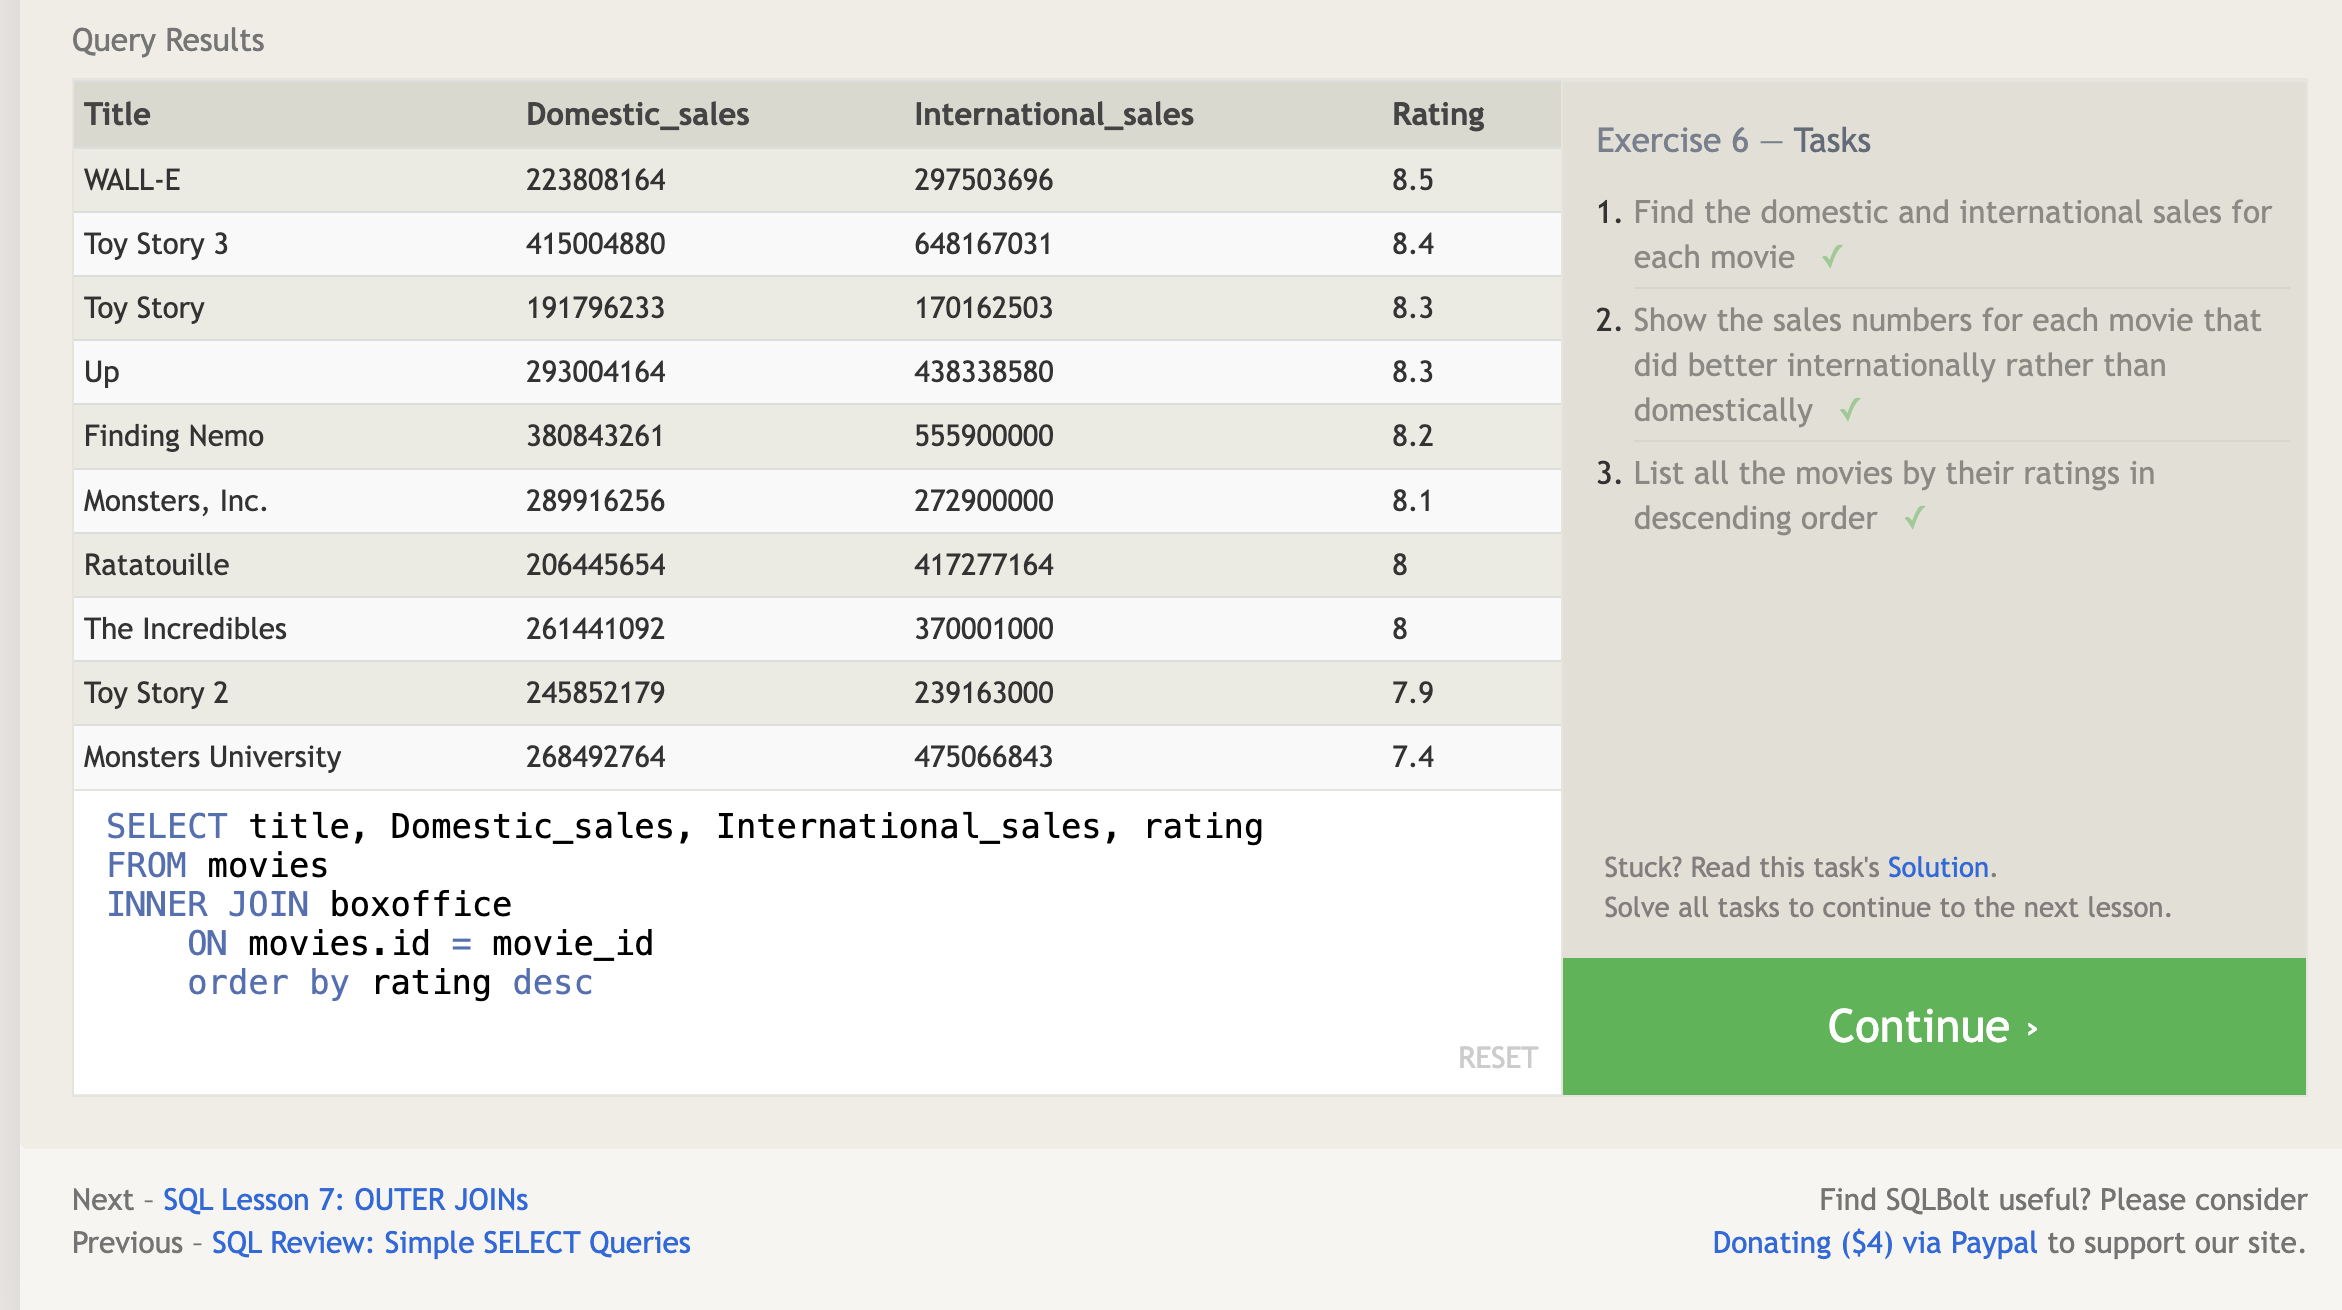 Query Results
Title Domestic_sales International_sales Rating
WALL-E 223808164 297503696 8.5
Toy Story 3 415004880 648167031 8.4
Toy Story 191796233 170162503 8.3
Up 293004164 438338580 8.3
Finding Nemo 380843261 555900000 8.2
Monsters, Inc. 289916256 272900000 8.1
Ratatouille 206445654 417277164 8
The Incredibles 261441092 370001000 8
Toy Story 2 245852179 239163000 7.9
Monsters University 268492764 475066843 7.4
SELECT title, Domestic_sales, International_sales, rating
FROM movies
INNER JOIN boxoffice
    ON movies.id = movie_id
    order by rating desc
RESET
Exercise 6 — Tasks
1. Find the domestic and international sales for
each movie ✓
2. Show the sales numbers for each movie that
did better internationally rather than
domestically ✓
3. List all the movies by their ratings in
descending order ✓
Stuck? Read this task's Solution.
Solve all tasks to continue to the next lesson.
Continue ›
Next – SQL Lesson 7: OUTER JOINs
Previous – SQL Review: Simple SELECT Queries
Find SQLBolt useful? Please consider
Donating ($4) via Paypal to support our site.